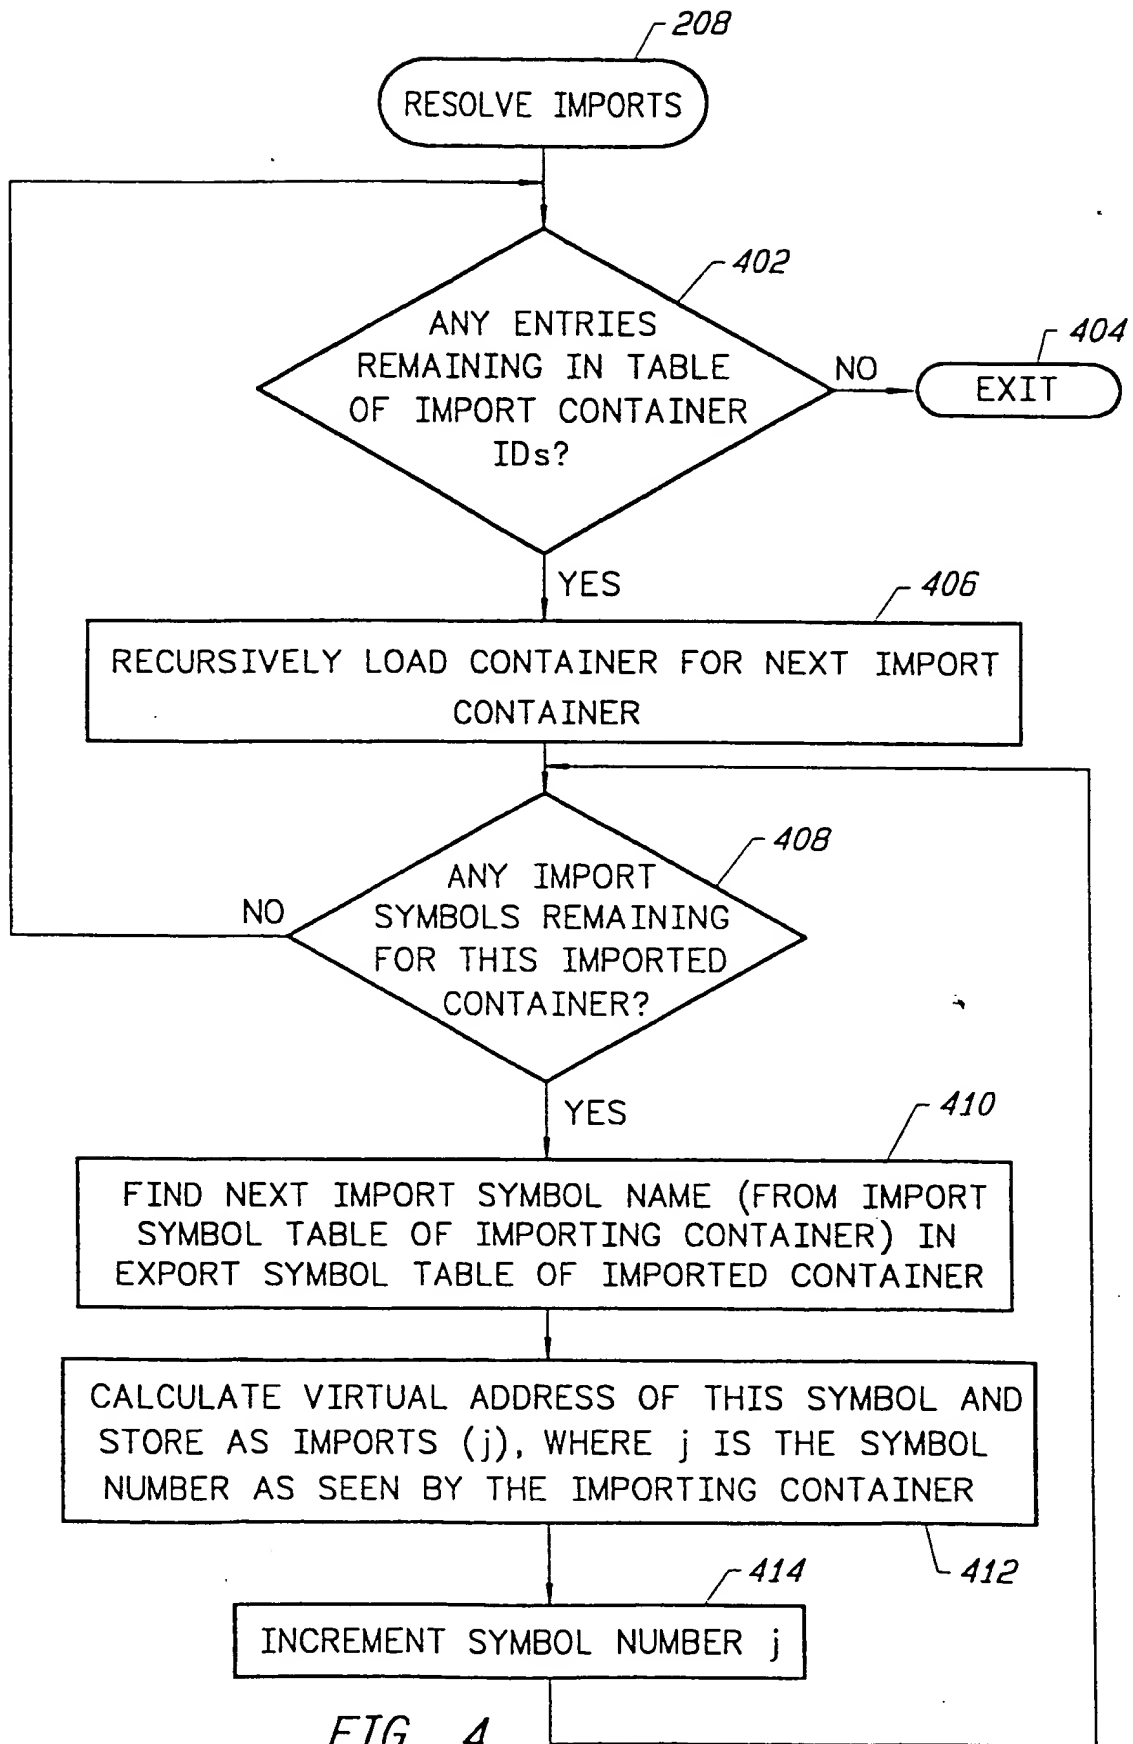 208
RESOLVE IMPORTS
402
ANY ENTRIES
REMAINING IN TABLE
OF IMPORT CONTAINER
IDs?
NO
404
EXIT
YES
406
RECURSIVELY LOAD CONTAINER FOR NEXT IMPORT
CONTAINER
408
ANY IMPORT
SYMBOLS REMAINING
FOR THIS IMPORTED
CONTAINER?
NO
YES
410
FIND NEXT IMPORT SYMBOL NAME (FROM IMPORT
SYMBOL TABLE OF IMPORTING CONTAINER) IN
EXPORT SYMBOL TABLE OF IMPORTED CONTAINER
CALCULATE VIRTUAL ADDRESS OF THIS SYMBOL AND
STORE AS IMPORTS (j), WHERE j IS THE SYMBOL
NUMBER AS SEEN BY THE IMPORTING CONTAINER
412
414
INCREMENT SYMBOL NUMBER j
FIG. 4